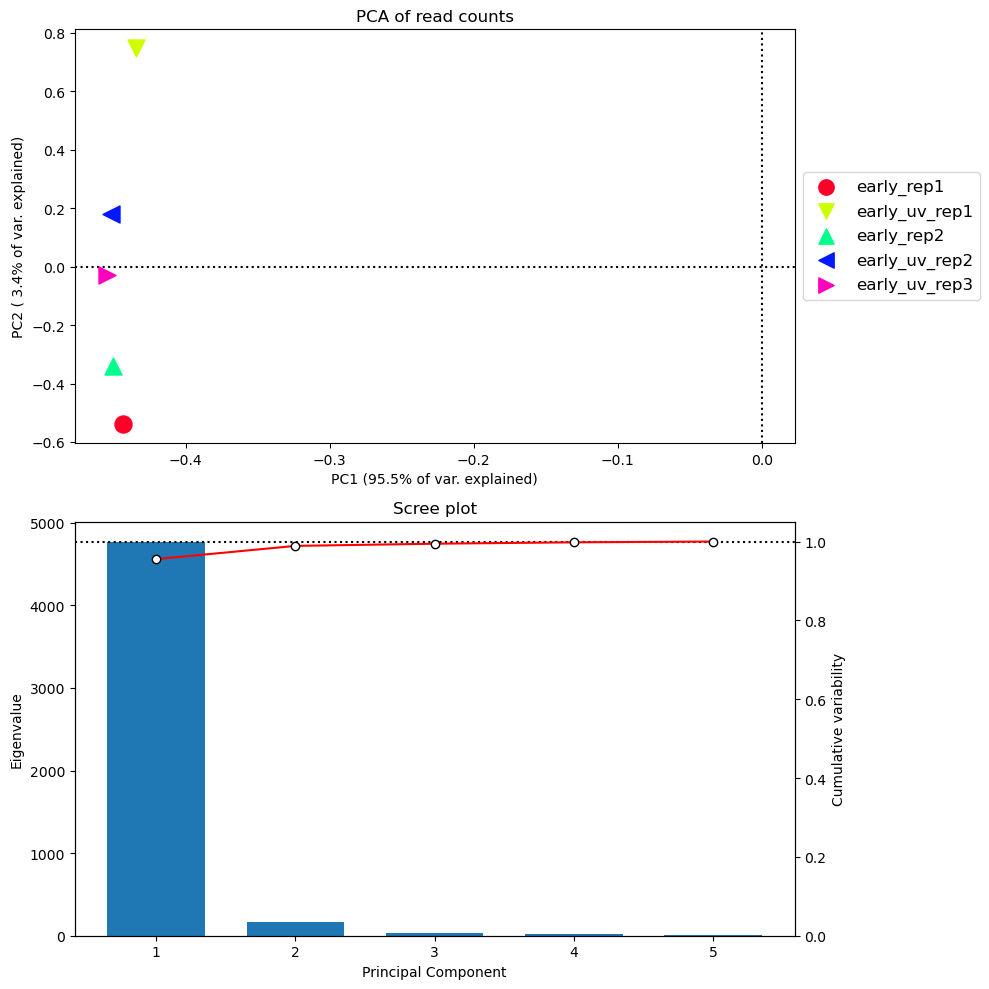 PCA of read counts
0.8
0.6
0.4
0.2
0.0
−0.2
−0.4
−0.6
PC2 ( 3.4% of var. explained)
−0.4
−0.3
−0.2
−0.1
0.0
PC1 (95.5% of var. explained)
early_rep1
early_uv_rep1
early_rep2
early_uv_rep2
early_uv_rep3
Scree plot
5000
4000
3000
2000
1000
0
Eigenvalue
1.0
0.8
0.6
0.4
0.2
0.0
Cumulative variability
1
2
3
4
5
Principal Component